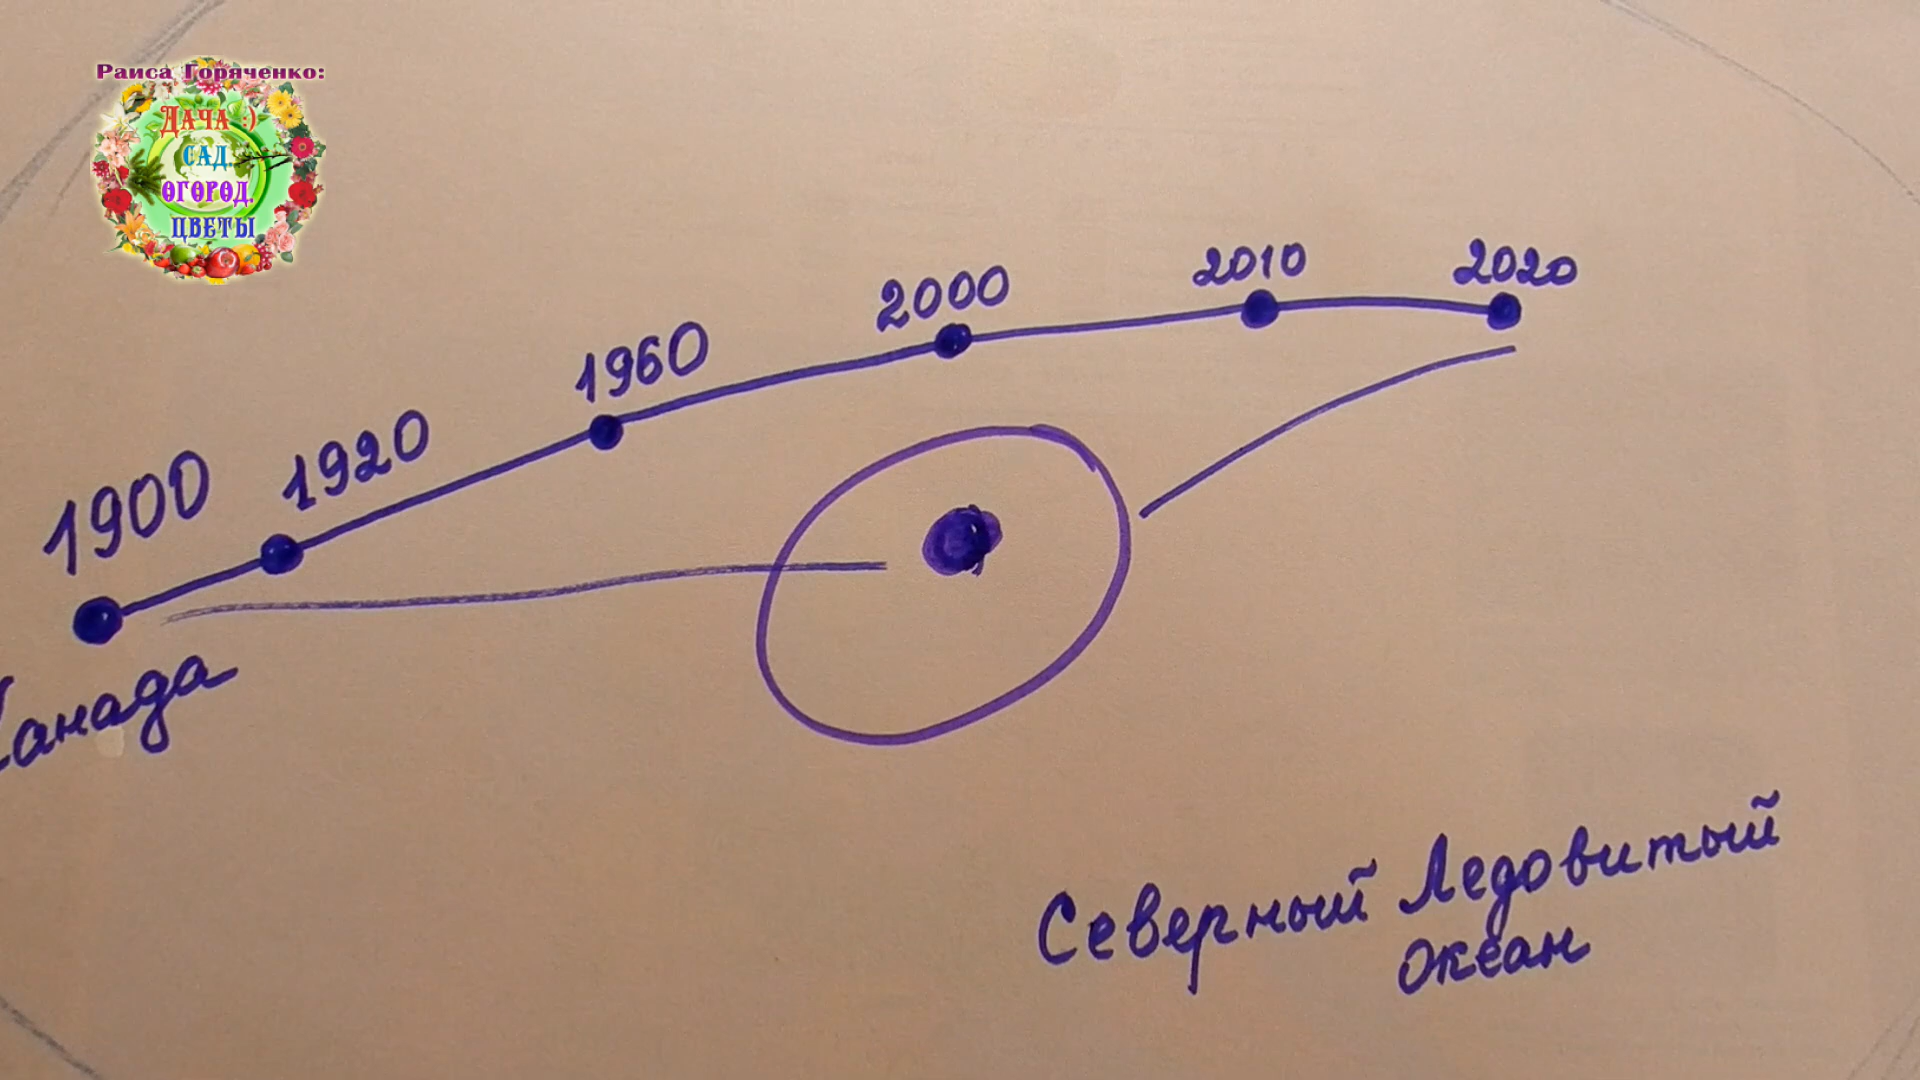 Раиса Горяченко:
Дача :)
САД.
ОГОРОД.
ЦВЕТЫ
1900
1920
1960
2000
2010
2020
Канада
Северный Ледовитый
океан